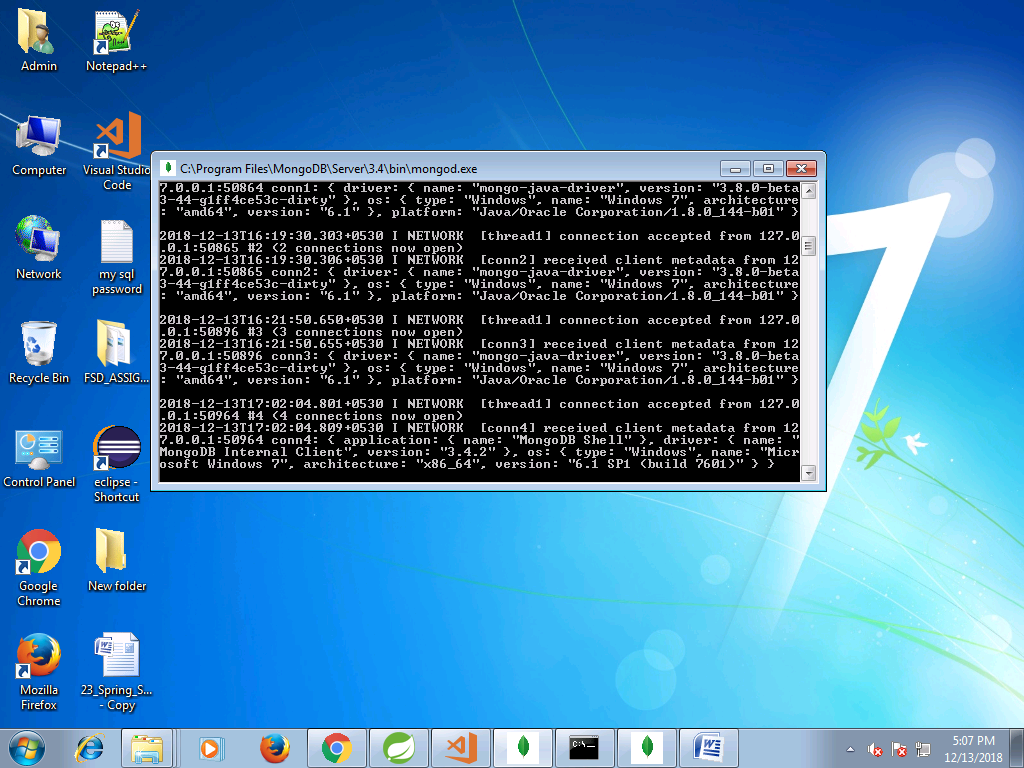 Admin
Notepad++
Computer
Visual Studio
Code
Network
my sql
password
Recycle Bin
FSD_ASSIG...
Control Panel
eclipse -
Shortcut
Google
Chrome
New folder
Mozilla
Firefox
23_Spring_S...
- Copy
C:\Program Files\MongoDB\Server\3.4\bin\mongod.exe
7.0.0.1:50864 conn1: { driver: { name: "mongo-java-driver", version: "3.8.0-beta
3-44-g1ff4ce53c-dirty" }, os: { type: "Windows", name: "Windows 7", architecture
: "amd64", version: "6.1" }, platform: "Java/Oracle Corporation/1.8.0_144-b01" }
2018-12-13T16:19:30.303+0530 I NETWORK  [thread1] connection accepted from 127.0
.0.1:50865 #2 (2 connections now open)
2018-12-13T16:19:30.306+0530 I NETWORK  [conn2] received client metadata from 12
7.0.0.1:50865 conn2: { driver: { name: "mongo-java-driver", version: "3.8.0-beta
3-44-g1ff4ce53c-dirty" }, os: { type: "Windows", name: "Windows 7", architecture
: "amd64", version: "6.1" }, platform: "Java/Oracle Corporation/1.8.0_144-b01" }
2018-12-13T16:21:50.650+0530 I NETWORK  [thread1] connection accepted from 127.0
.0.1:50896 #3 (3 connections now open)
2018-12-13T16:21:50.655+0530 I NETWORK  [conn3] received client metadata from 12
7.0.0.1:50896 conn3: { driver: { name: "mongo-java-driver", version: "3.8.0-beta
3-44-g1ff4ce53c-dirty" }, os: { type: "Windows", name: "Windows 7", architecture
: "amd64", version: "6.1" }, platform: "Java/Oracle Corporation/1.8.0_144-b01" }
2018-12-13T17:02:04.801+0530 I NETWORK  [thread1] connection accepted from 127.0
.0.1:50964 #4 (4 connections now open)
2018-12-13T17:02:04.809+0530 I NETWORK  [conn4] received client metadata from 12
7.0.0.1:50964 conn4: { application: { name: "MongoDB Shell" }, driver: { name: "
MongoDB Internal Client", version: "3.4.2" }, os: { type: "Windows", name: "Micr
osoft Windows 7", architecture: "x86_64", version: "6.1 SP1 (build 7601)" } }
C:\
5:07 PM
12/13/2018